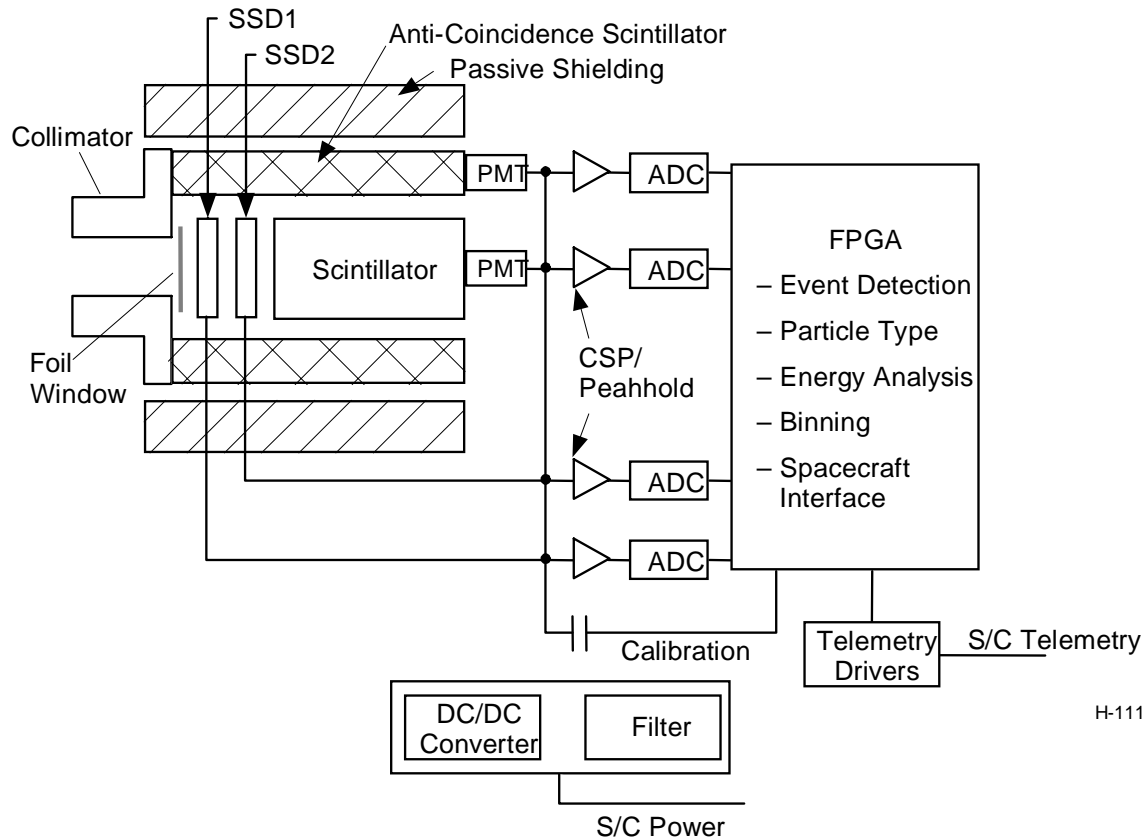 SSD1
SSD2
Anti-Coincidence Scintillator
Passive Shielding
Collimator
PMT
ADC
Scintillator
PMT
ADC
FPGA
– Event Detection
– Particle Type
– Energy Analysis
– Binning
– Spacecraft
Interface
Foil
Window
CSP/
Peahhold
ADC
ADC
Calibration
Telemetry
Drivers
S/C Telemetry
DC/DC
Converter
Filter
H-111
S/C Power